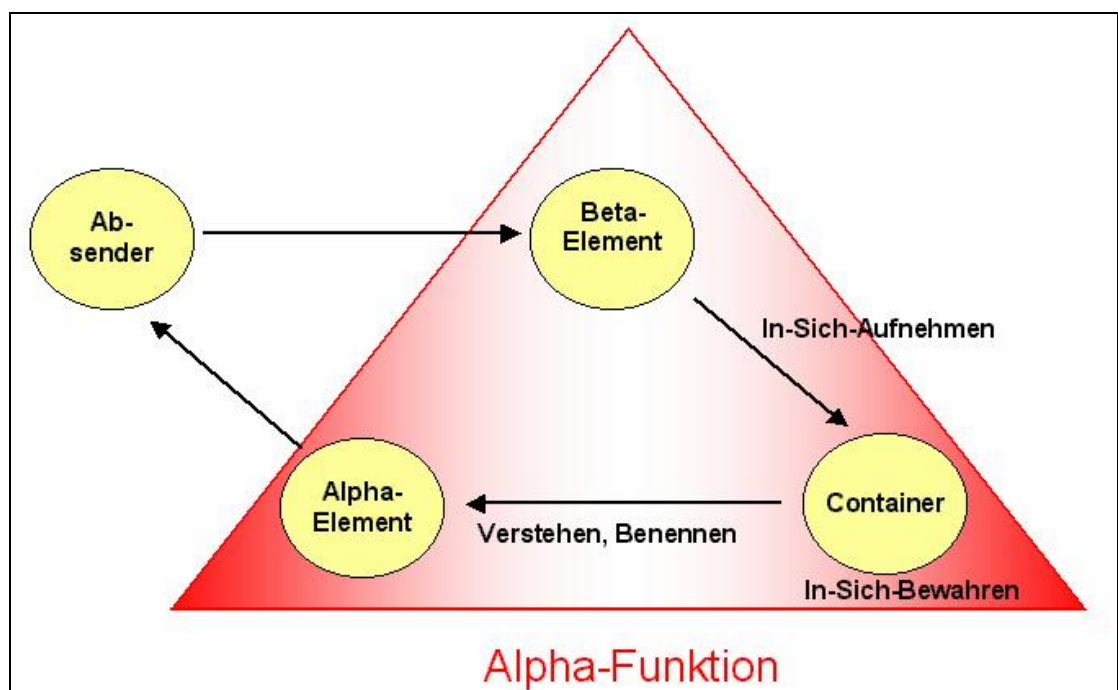 Ab-
sender
Beta-
Element
In-Sich-Aufnehmen
Alpha-
Element
Container
Verstehen, Benennen
In-Sich-Bewahren
Alpha-Funktion